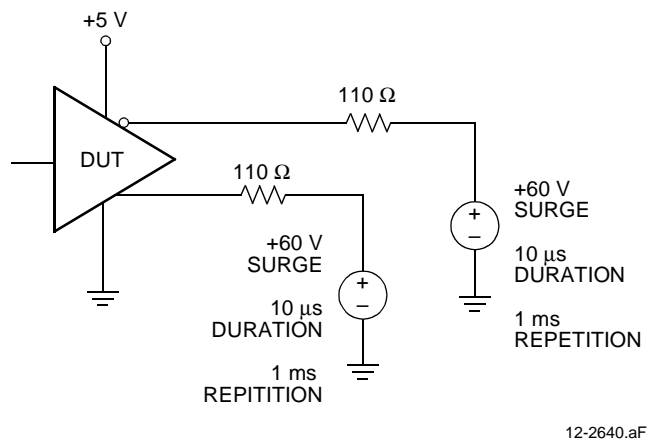 +5 V
110 Ω
DUT
110 Ω
+60 V
SURGE
10 μs
DURATION
1 ms
REPITITION
+
–
+60 V
SURGE
10 μs
DURATION
1 ms
REPETITION
+
–
12-2640.aF